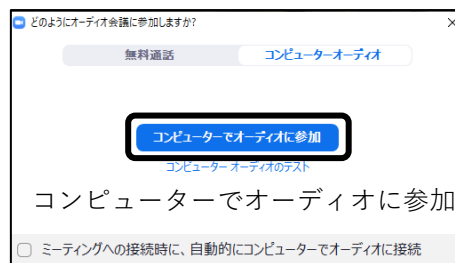 どのようにオーディオ会議に参加しますか?
無料通話 コンピューターオーディオ
コンピューターでオーディオに参加
コンピューター オーディオのテスト
コンピューターでオーディオに参加
ミーティングへの接続時に、自動的にコンピューターでオーディオに接続